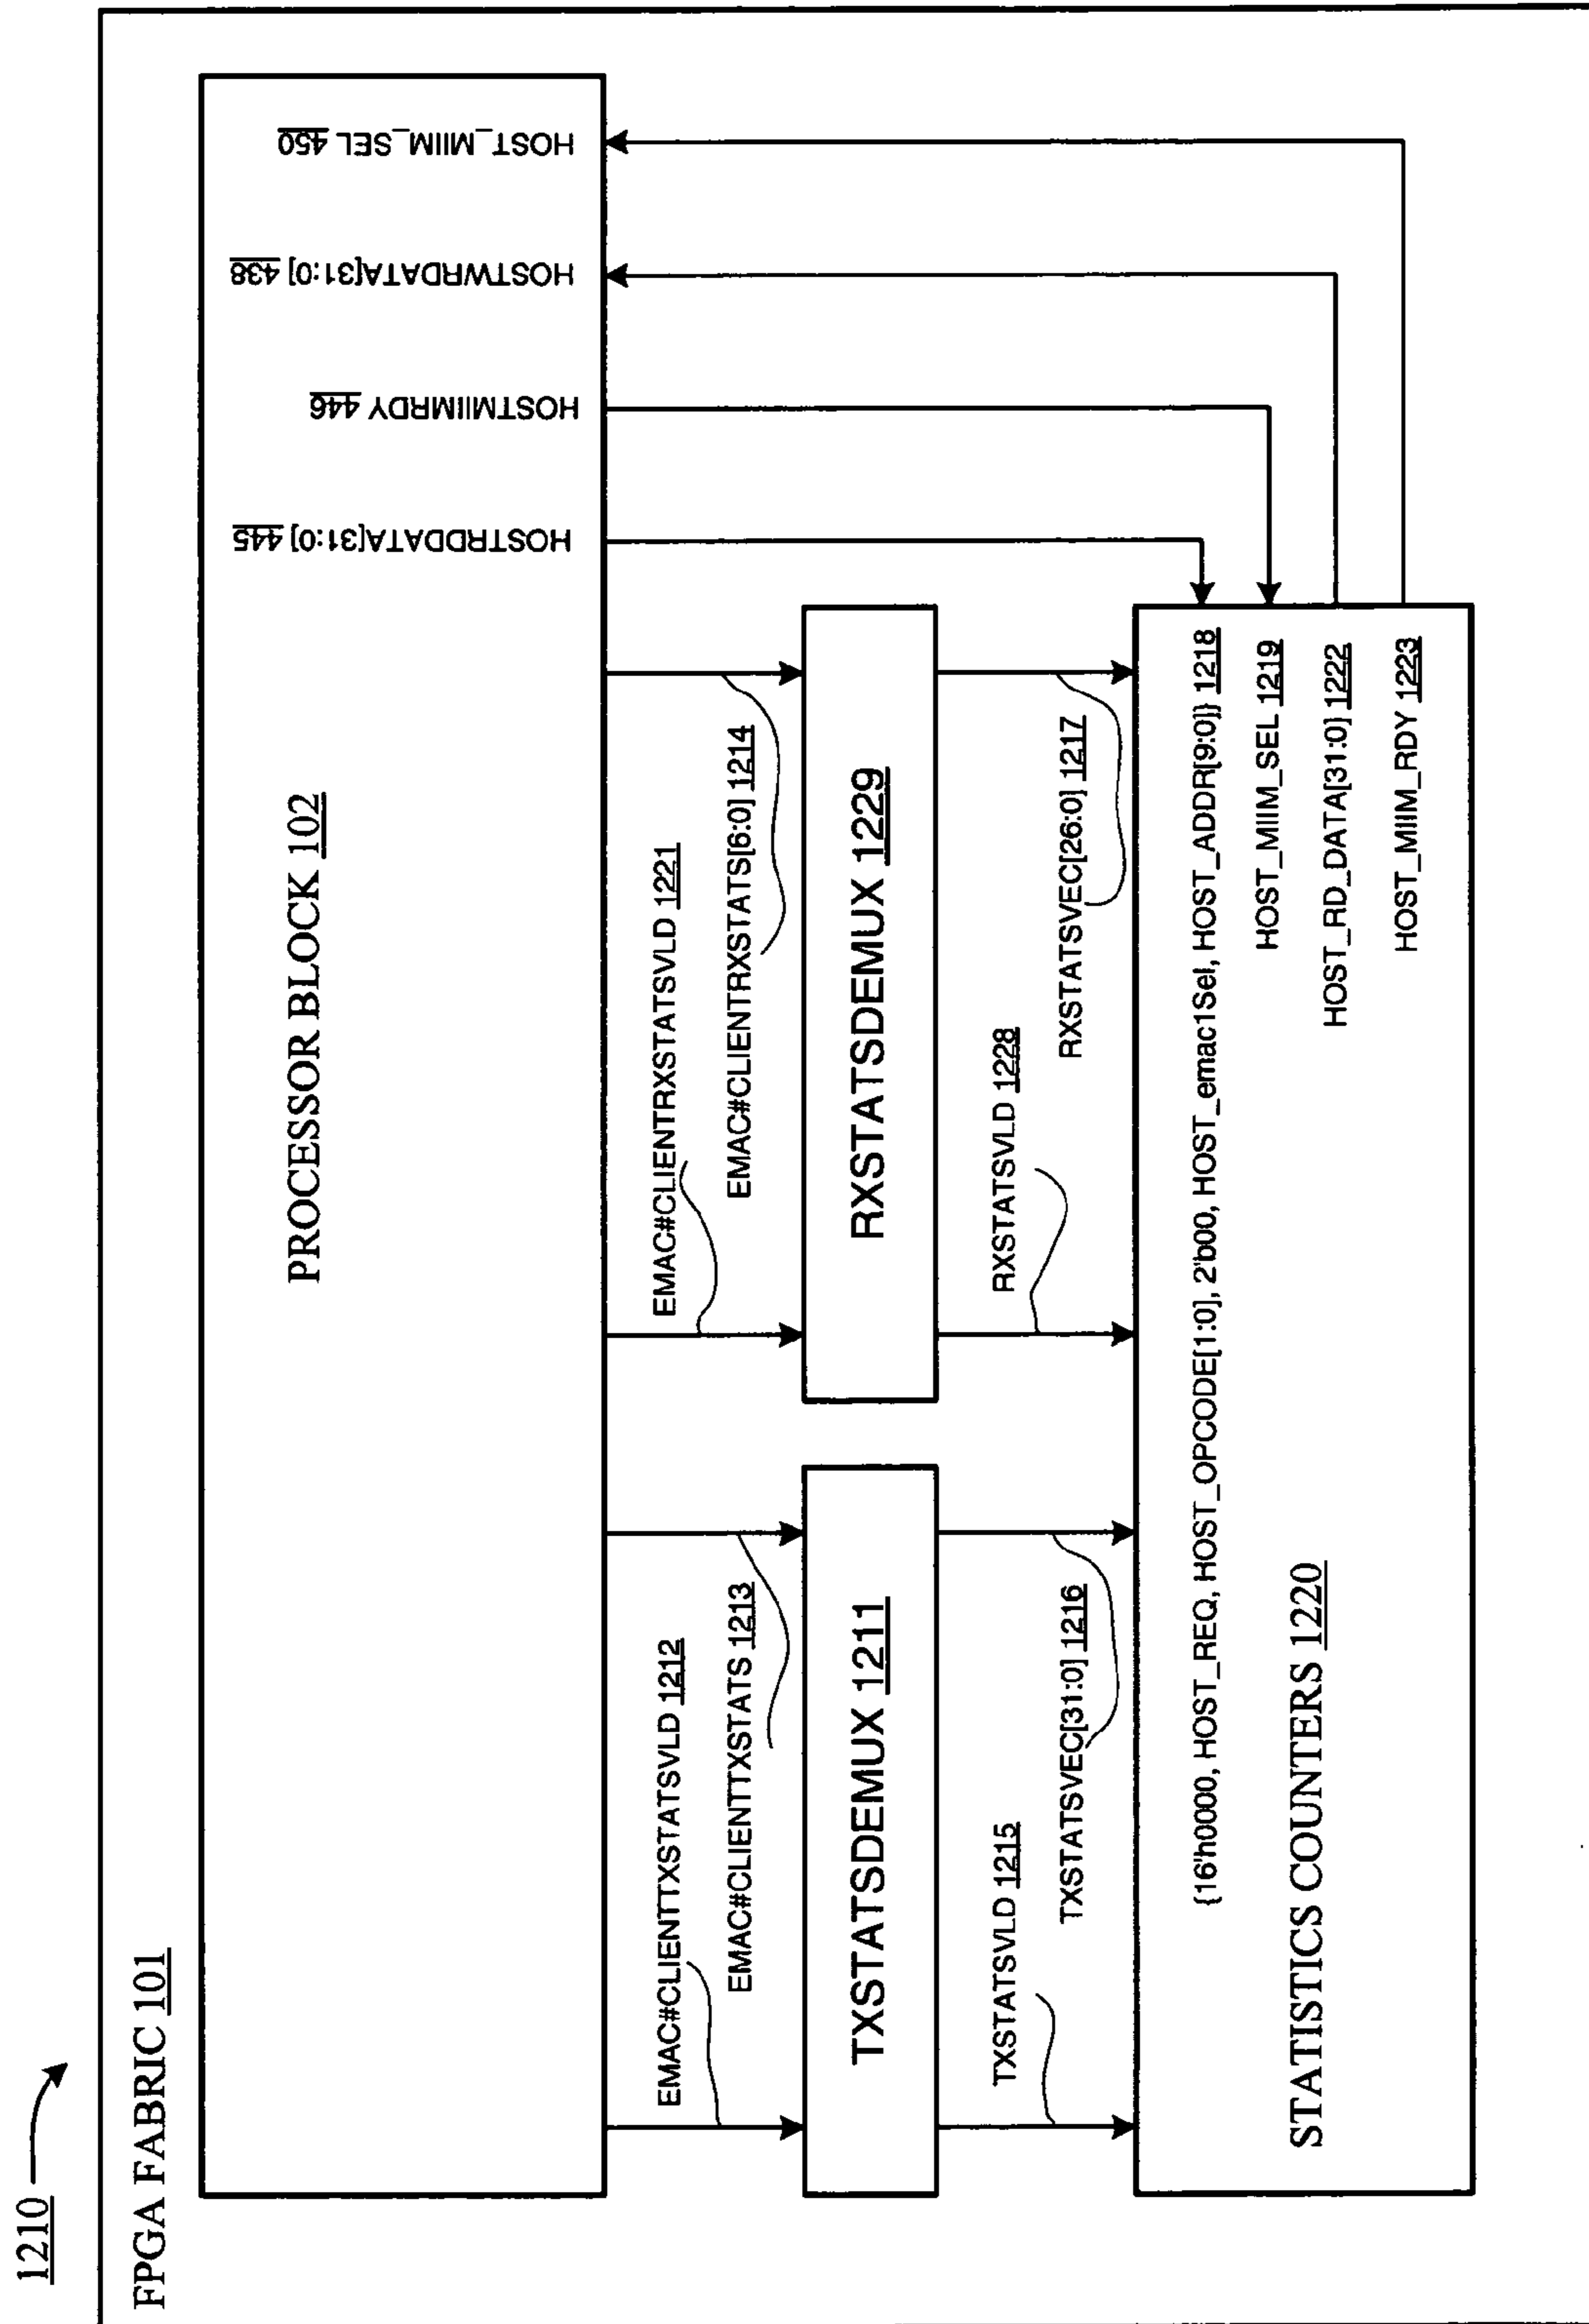 1210
FPGA FABRIC 101
PROCESSOR BLOCK 102
HOSTRDDATA[31:0] 445
HOSTMIIMRDY 446
HOSTWRDATA[31:0] 438
HOST_MIIM_SEL 450
EMAC#CLIENTTXSTATSVLD 1212
EMAC#CLIENTTXSTATS 1213
EMAC#CLIENTRXSTATSVLD 1221
EMAC#CLIENTRXSTATS[6:0] 1214
TXSTATSDEMUX 1211
RXSTATSDEMUX 1229
TXSTATSVLD 1215
TXSTATSVEC[31:0] 1216
RXSTATSVLD 1228
RXSTATSVEC[26:0] 1217
{16'h0000, HOST_REQ, HOST_OPCODE[1:0], 2'b00, HOST_emac1Sel, HOST_ADDR[9:0]} 1218
HOST_MIIM_SEL 1219
HOST_RD_DATA[31:0] 1222
HOST_MIIM_RDY 1223
STATISTICS COUNTERS 1220